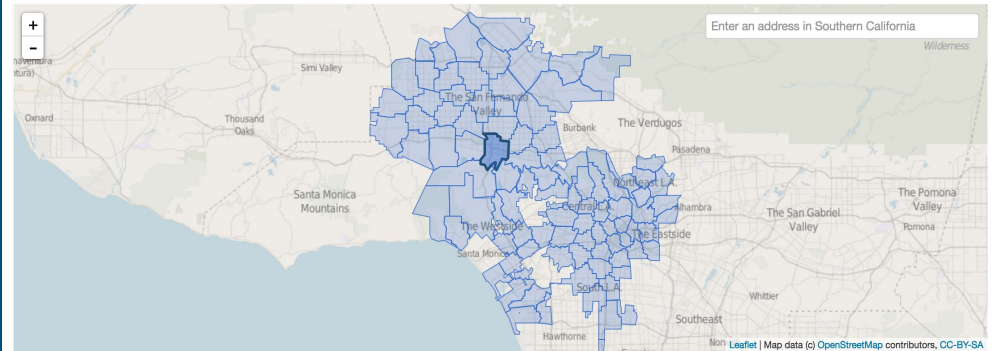 +
-
Enter an address in Southern California
Wilderness
tura)
Simi Valley
The San Fernando
Valley
Oxnard
Thousand
Oaks
Burbank
The Verdugos
Pasadena
Santa Monica
Mountains
Northeast L.A.
Central L.A.
Alhambra
The San Gabriel
Valley
The Pomona
Valley
Pomona
The Westside
The Eastside
Santa Monica
South L.A.
Whittier
Southeast
Hawthorne
Leaflet | Map data (c) OpenStreetMap contributors, CC-BY-SA